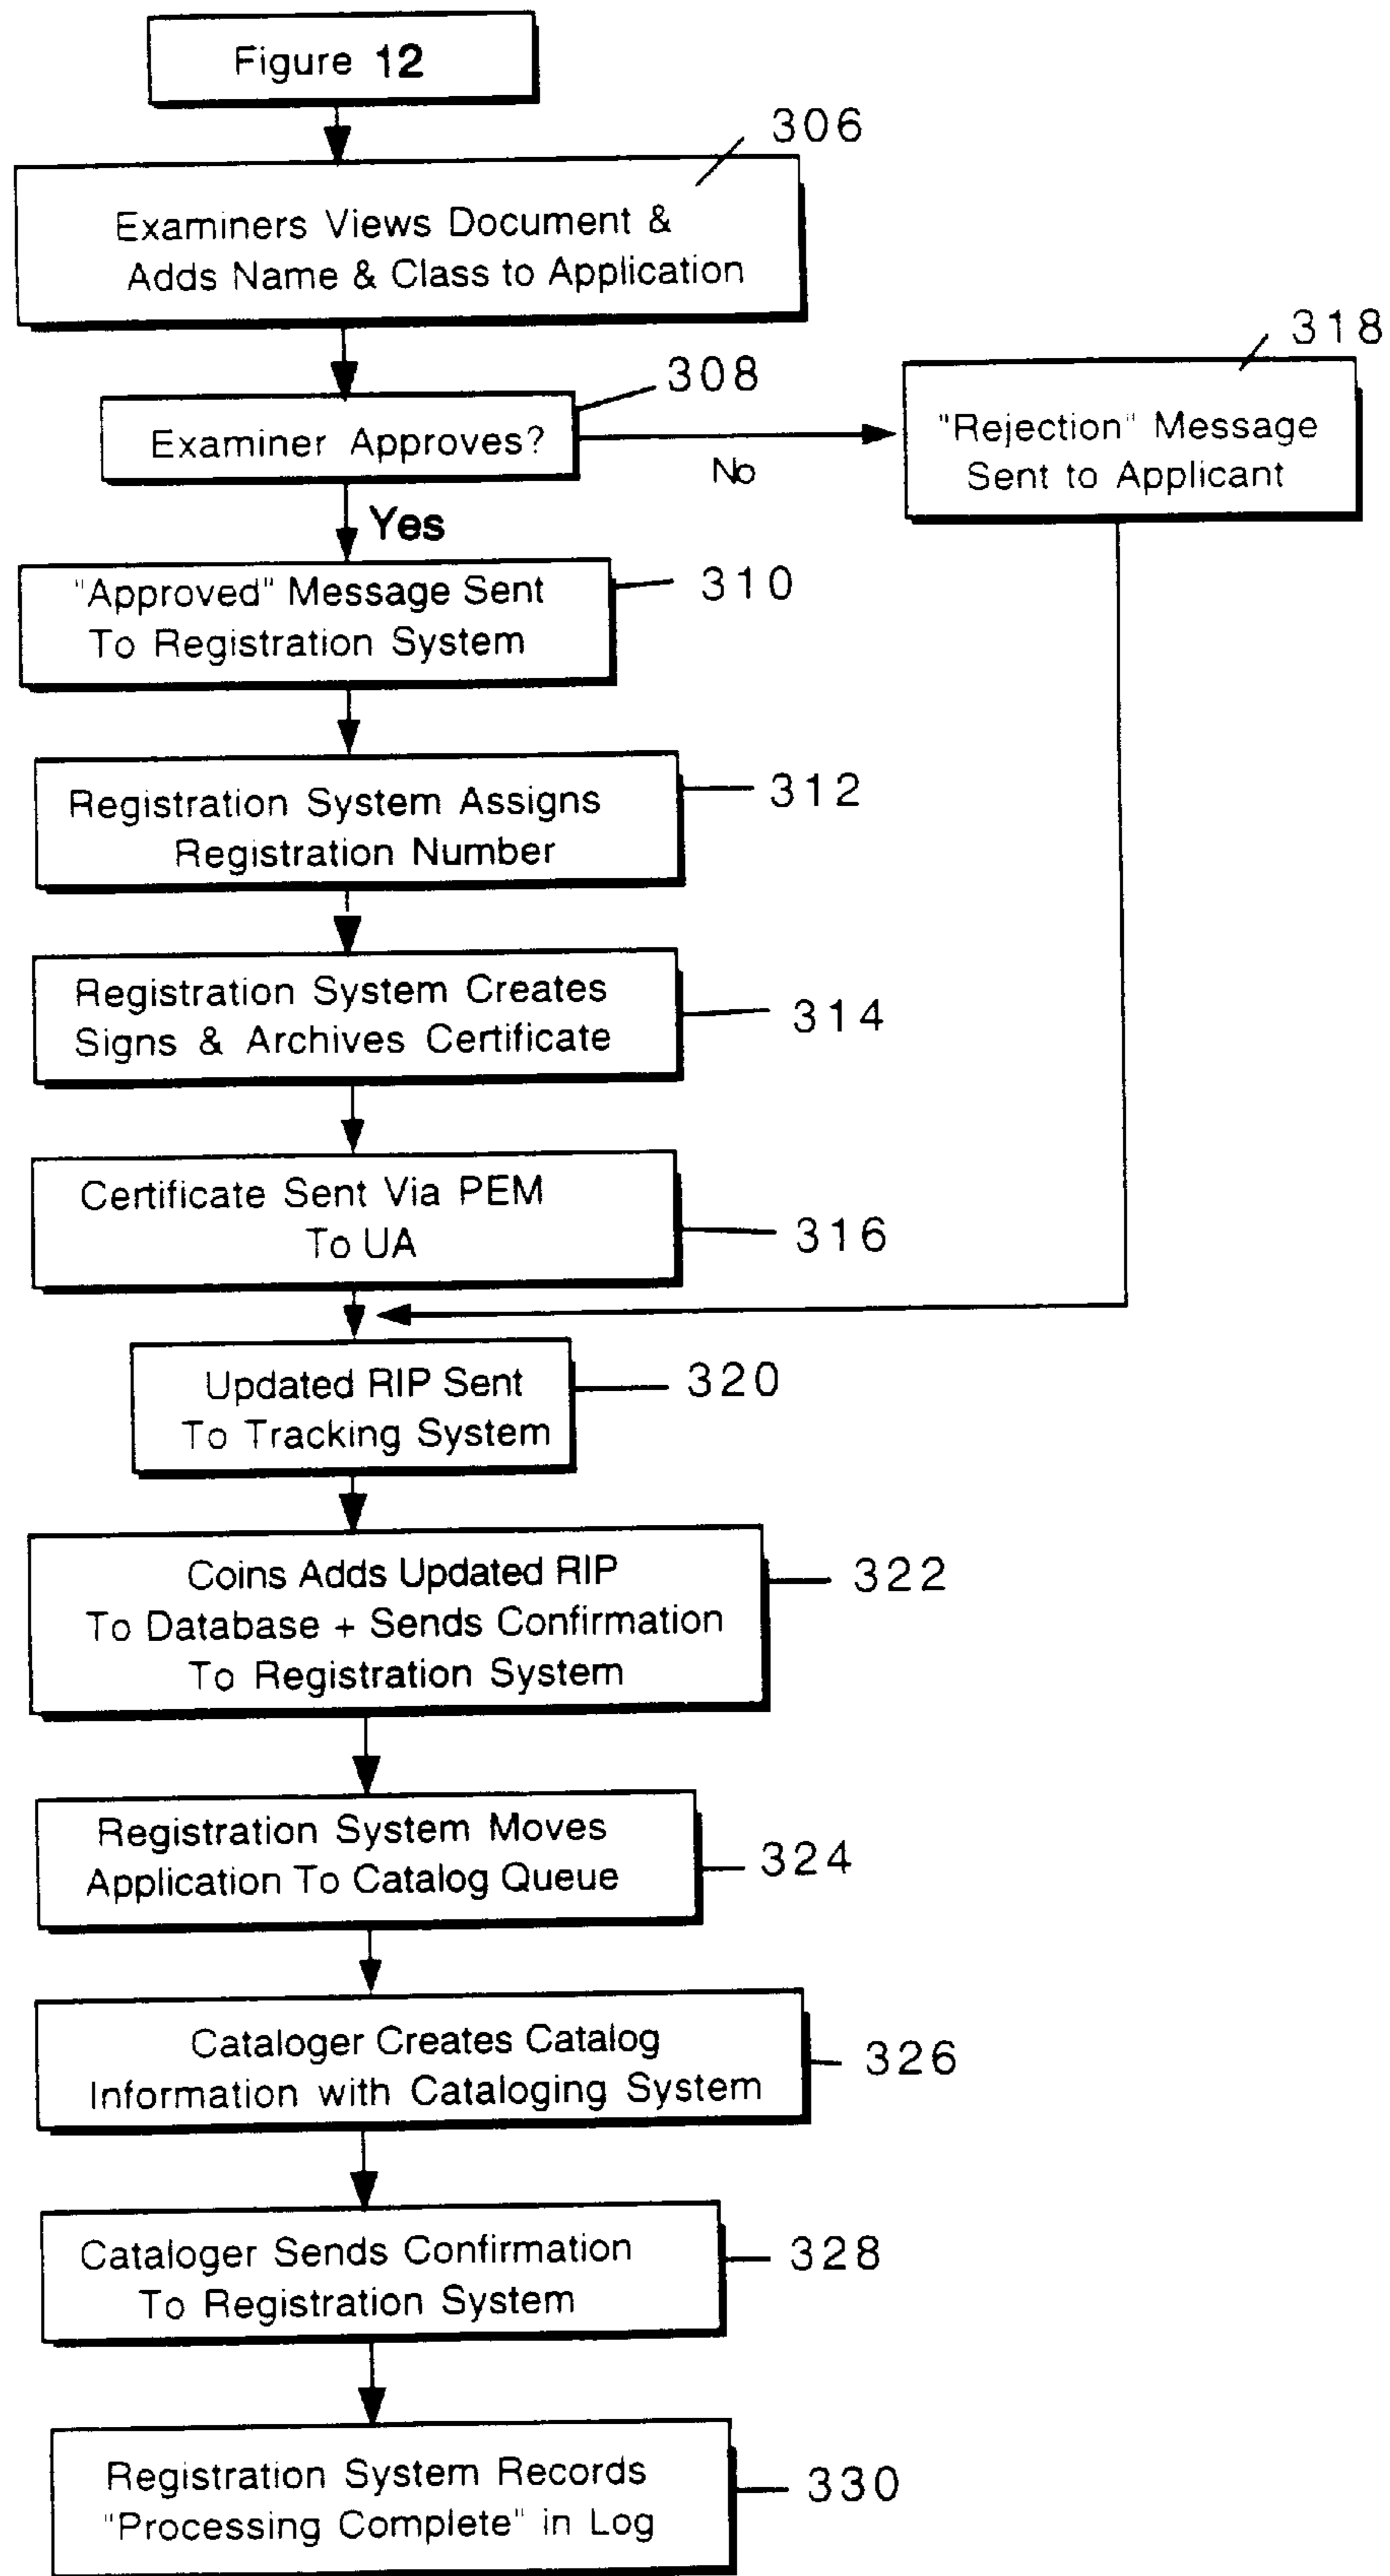 Figure 12
306
Examiners Views Document &
Adds Name & Class to Application
318
308
Examiner Approves?
No
"Rejection" Message
Sent to Applicant
Yes
"Approved" Message Sent
To Registration System
310
Registration System Assigns
Registration Number
312
Registration System Creates
Signs & Archives Certificate
314
Certificate Sent Via PEM
To UA
316
Updated RIP Sent
To Tracking System
320
Coins Adds Updated RIP
To Database + Sends Confirmation
To Registration System
322
Registration System Moves
Application To Catalog Queue
324
Cataloger Creates Catalog
Information with Cataloging System
326
Cataloger Sends Confirmation
To Registration System
328
Registration System Records
"Processing Complete" in Log
330